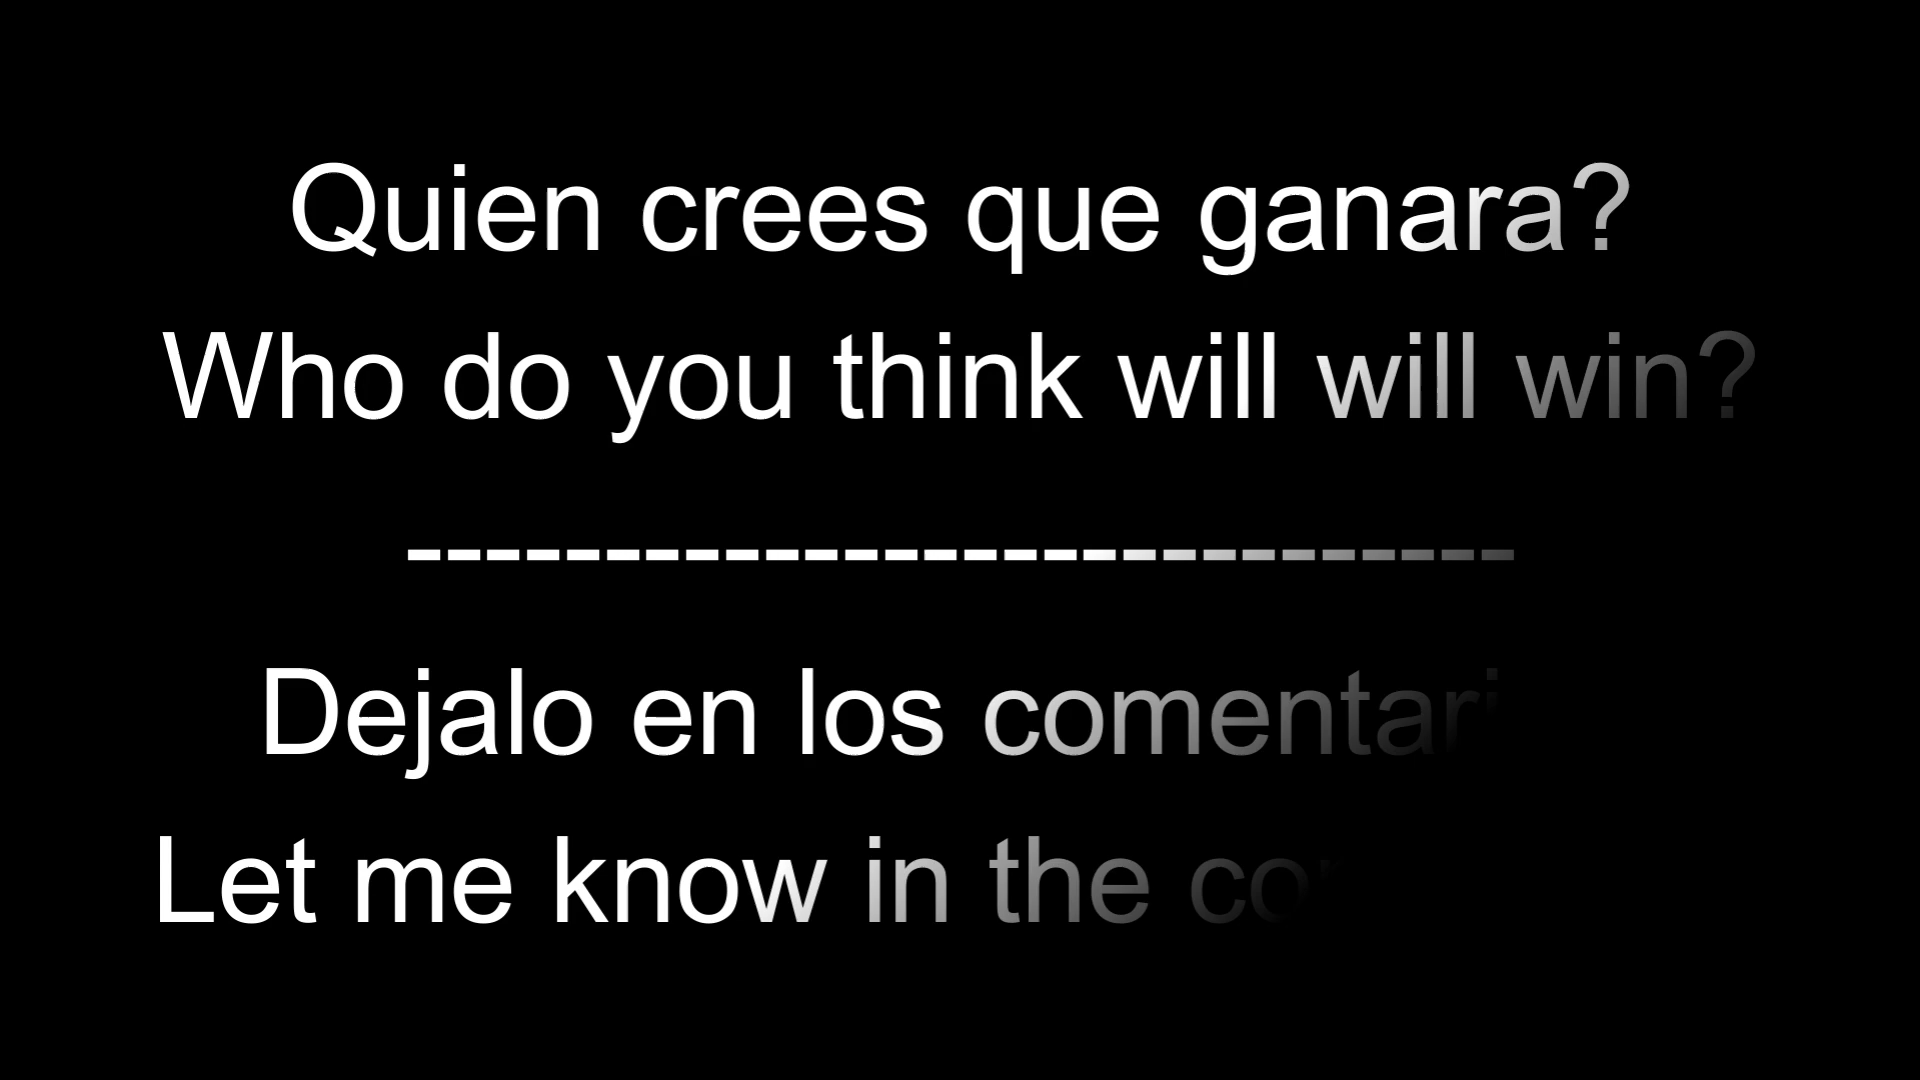 Quien crees que ganara?
Who do you think will will win?
----------------------------
Dejalo en los
Let me know in the